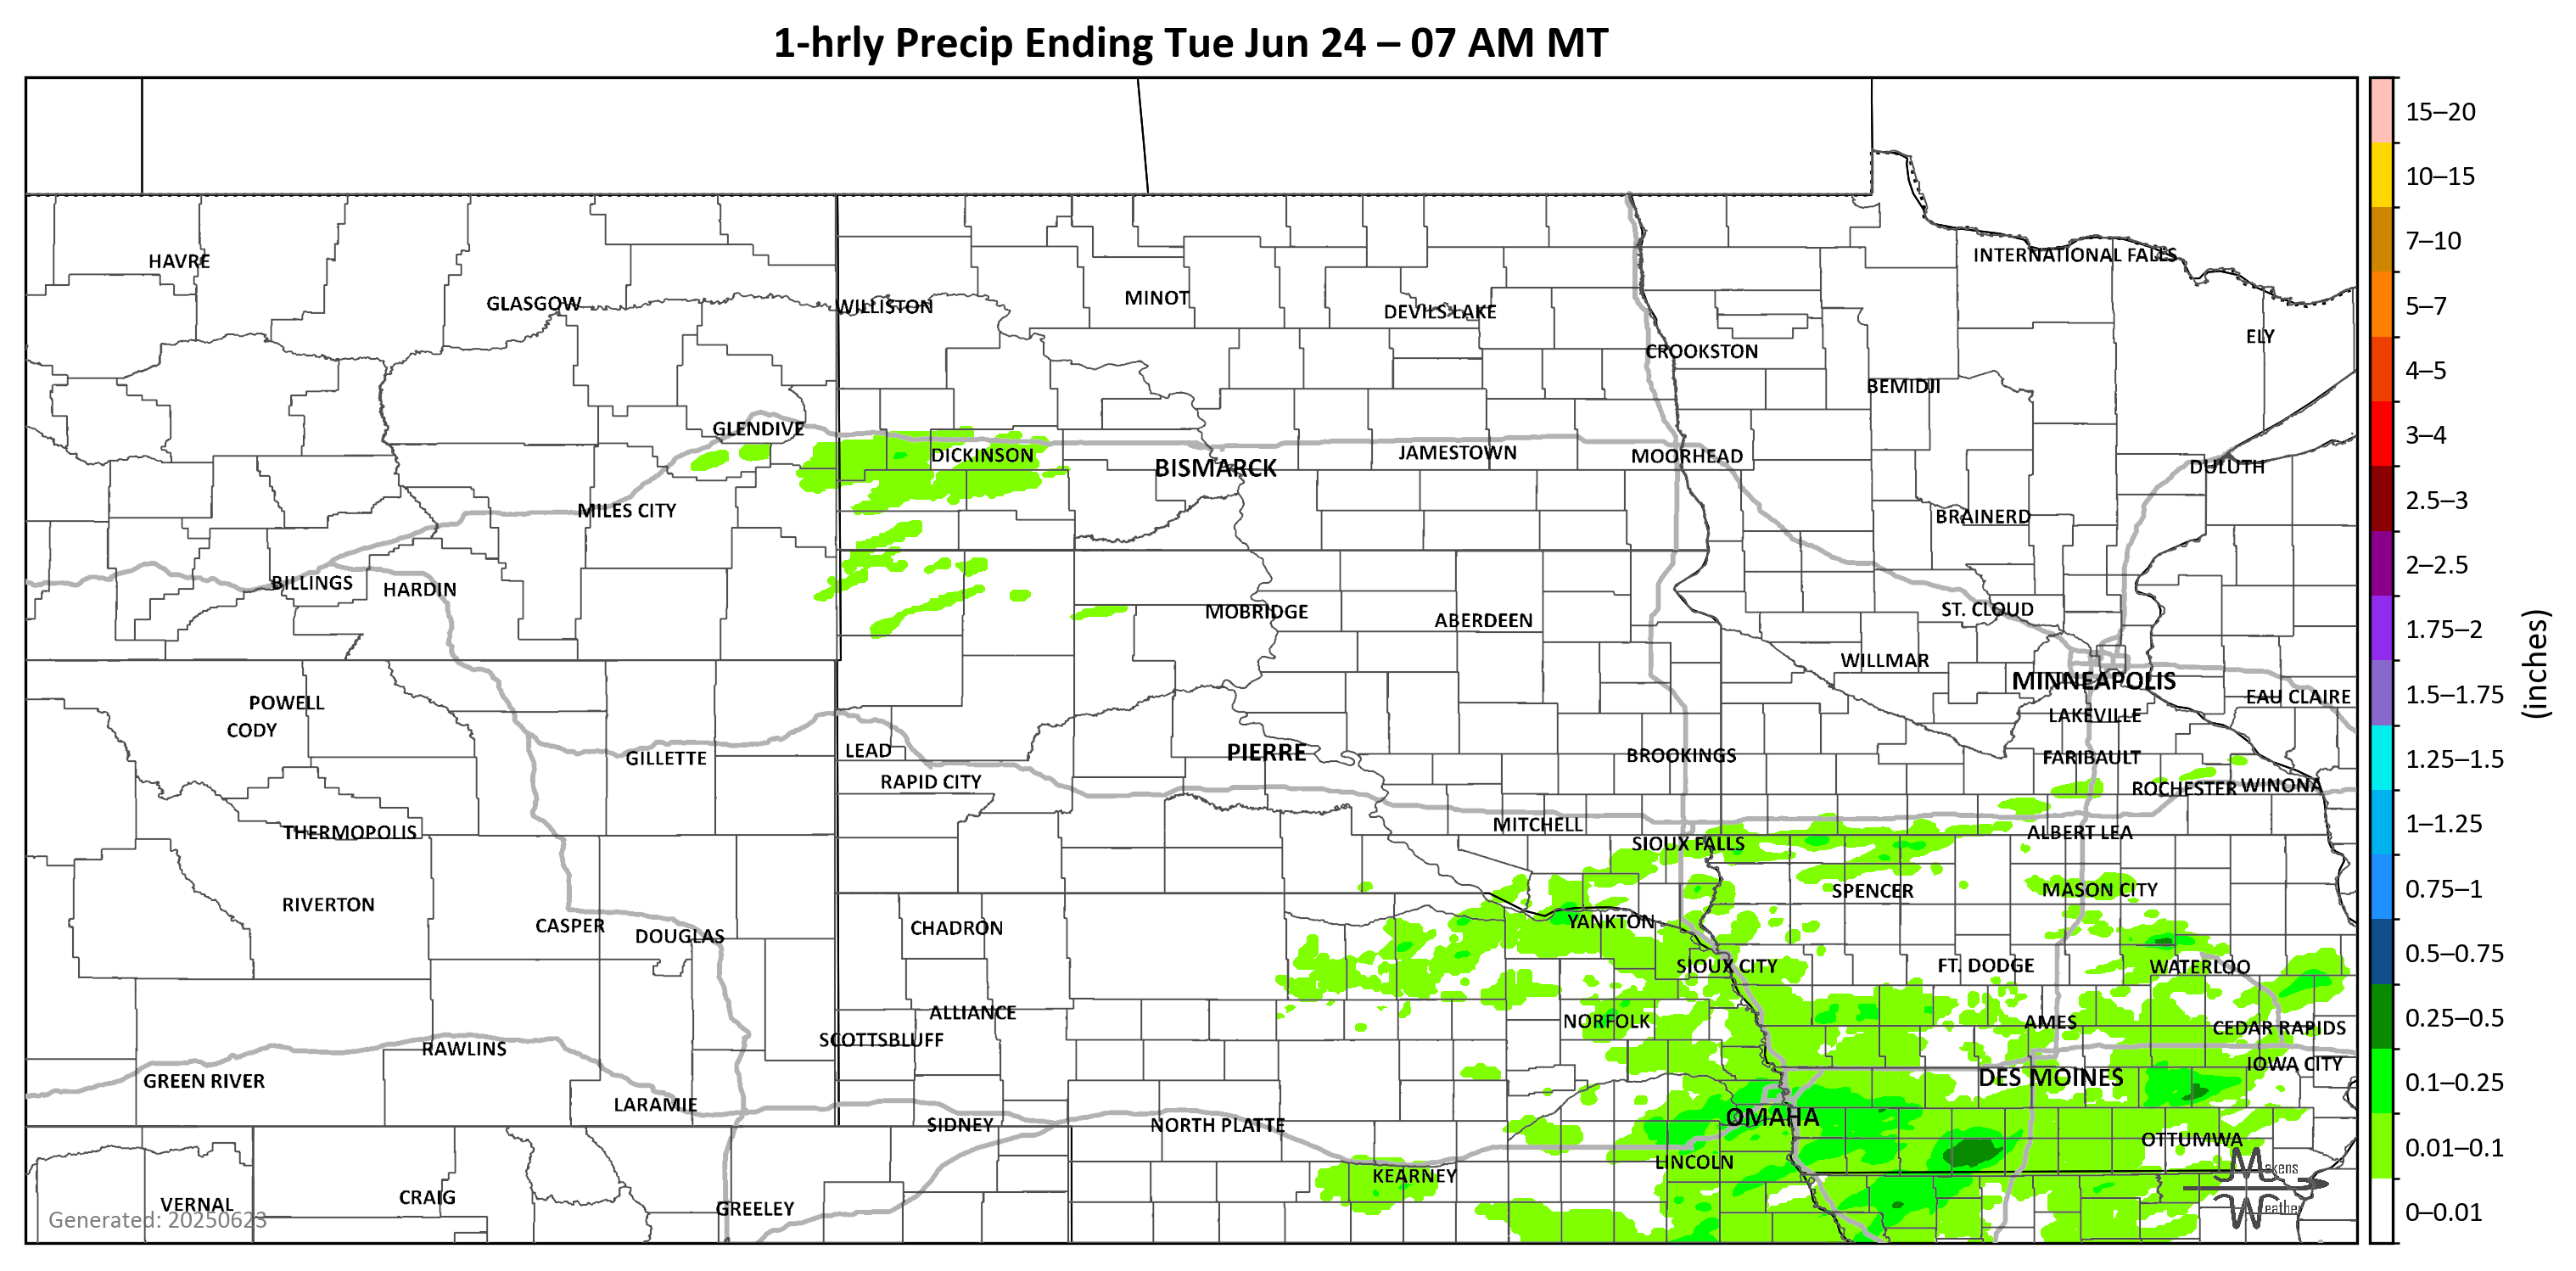 1-hrly Precip Ending Tue Jun 24 – 07 AM MT
15–20
10–15
7–10
5–7
4–5
3–4
2.5–3
2–2.5
1.75–2
1.5–1.75
1.25–1.5
1–1.25
0.75–1
0.5–0.75
0.25–0.5
0.1–0.25
0.01–0.1
0–0.01
(inches)
HAVRE
INTERNATIONAL FALLS
GLASGOW
WILLISTON
MINOT
DEVILS LAKE
ELY
CROOKSTON
BEMIDJI
GLENDIVE
DICKINSON
BISMARCK
JAMESTOWN
MOORHEAD
DULUTH
MILES CITY
BRAINERD
BILLINGS
HARDIN
MOBRIDGE
ABERDEEN
ST. CLOUD
WILLMAR
MINNEAPOLIS
EAU CLAIRE
POWELL
LAKEVILLE
CODY
GILLETTE
LEAD
PIERRE
BROOKINGS
FARIBAULT
RAPID CITY
ROCHESTER
WINONA
THERMOPOLIS
MITCHELL
ALBERT LEA
SIOUX FALLS
SPENCER
MASON CITY
RIVERTON
CASPER
DOUGLAS
CHADRON
YANKTON
SIOUX CITY
FT. DODGE
WATERLOO
ALLIANCE
NORFOLK
AMES
CEDAR RAPIDS
SCOTTSBLUFF
RAWLINS
IOWA CITY
GREEN RIVER
DES MOINES
LARAMIE
OMAHA
SIDNEY
NORTH PLATTE
OTTUMWA
LINCOLN
KEARNEY
VERNAL
CRAIG
GREELEY
Makens
Weather
Generated: 20250623